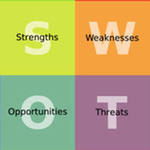 S W
Strengths Weaknesses
O T
Opportunities Threats